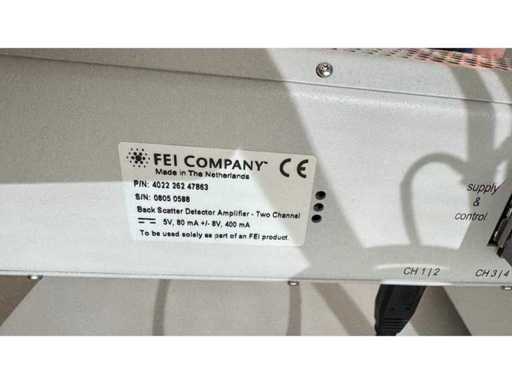 FEI COMPANY™
Made in The Netherlands
P/N: 4022 262 47863
S/N: 0805 0588
Back Scatter Detector Amplifier - Two Channel
5V, 80 mA +/- 8V, 400 mA
To be used solely as part of an FEI product.
CE
supply
&
control
CH 1|2
CH 3|4